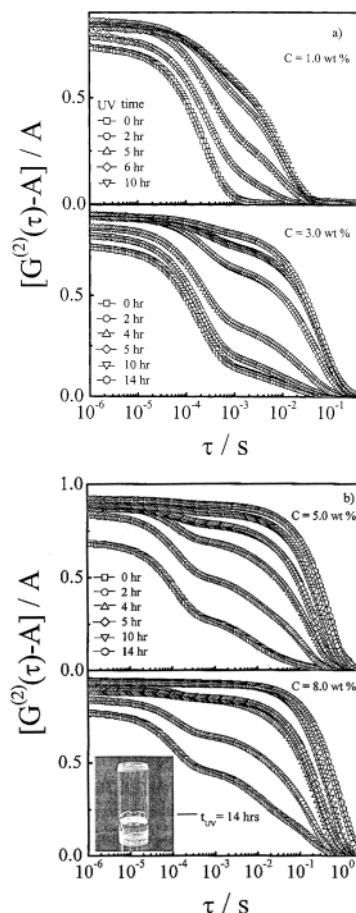 a)
C = 1.0 wt %
0.5
UV time
0 hr
2 hr
5 hr
6 hr
10 hr
0.0
[G(2)(τ)-A] / A
C = 3.0 wt %
0.5
0 hr
2 hr
4 hr
5 hr
10 hr
14 hr
0.0
10-6 10-5 10-4 10-3 10-2 10-1
τ / s
1.0
b)
C = 5.0 wt %
0.5
0 hr
2 hr
4 hr
5 hr
10 hr
14 hr
[G(2)(τ)-A] / A
C = 8.0 wt %
0.5
tUV = 14 hrs
0.0
10-6 10-5 10-4 10-3 10-2 10-1 100
τ / s